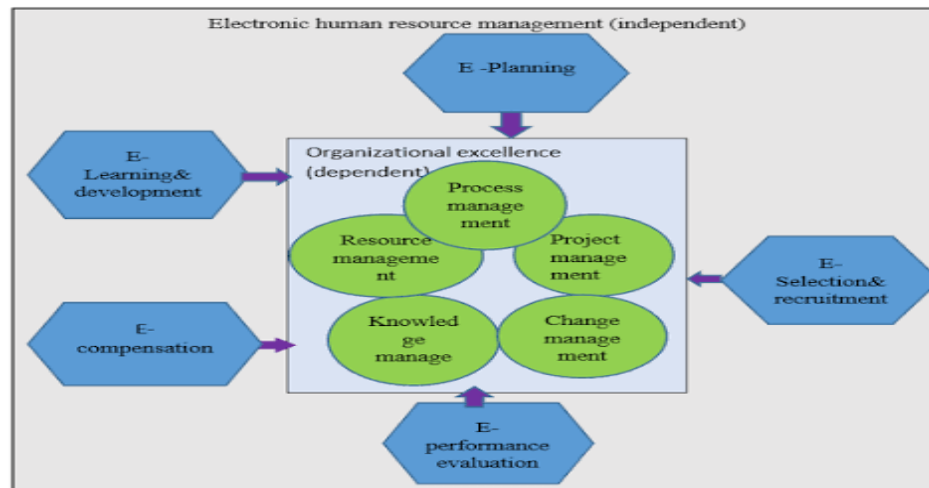 Electronic human resource management (independent)
E -Planning
E-
Learning&
development
Organizational excellence
(dependent)
Process
manage
ment
Resource
manageme
nt
Project
manage
ment
E-
Selection&
recruitment
E-
compensation
Knowled
ge
manage
Change
manage
ment
E-
performance
evaluation